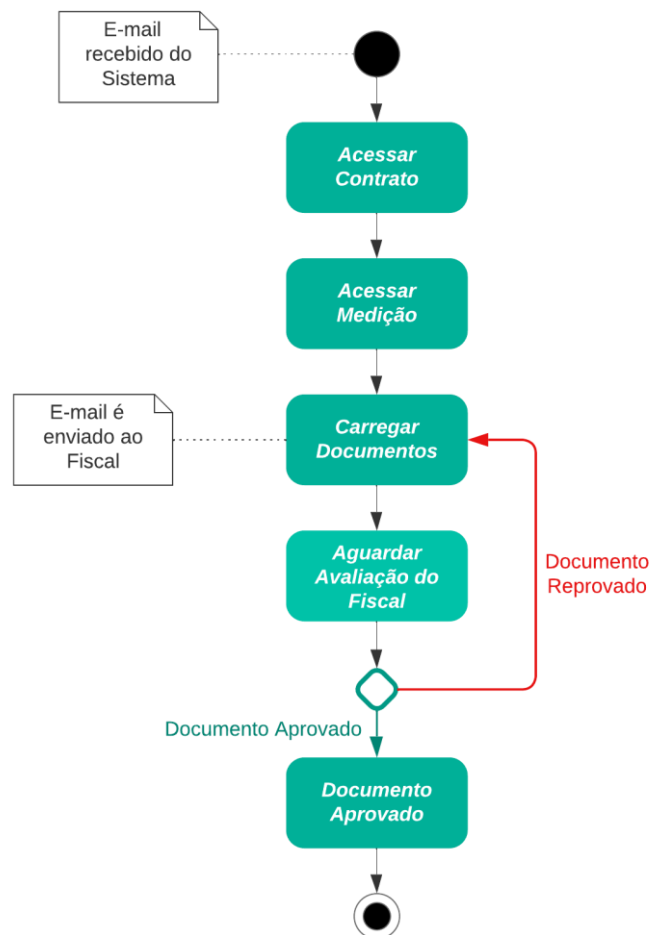 E-mail
recebido do
Sistema
Acessar
Contrato
Acessar
Medição
E-mail é
enviado ao
Fiscal
Carregar
Documentos
Aguardar
Avaliação do
Fiscal
Documento
Reprovado
Documento Aprovado
Documento
Aprovado